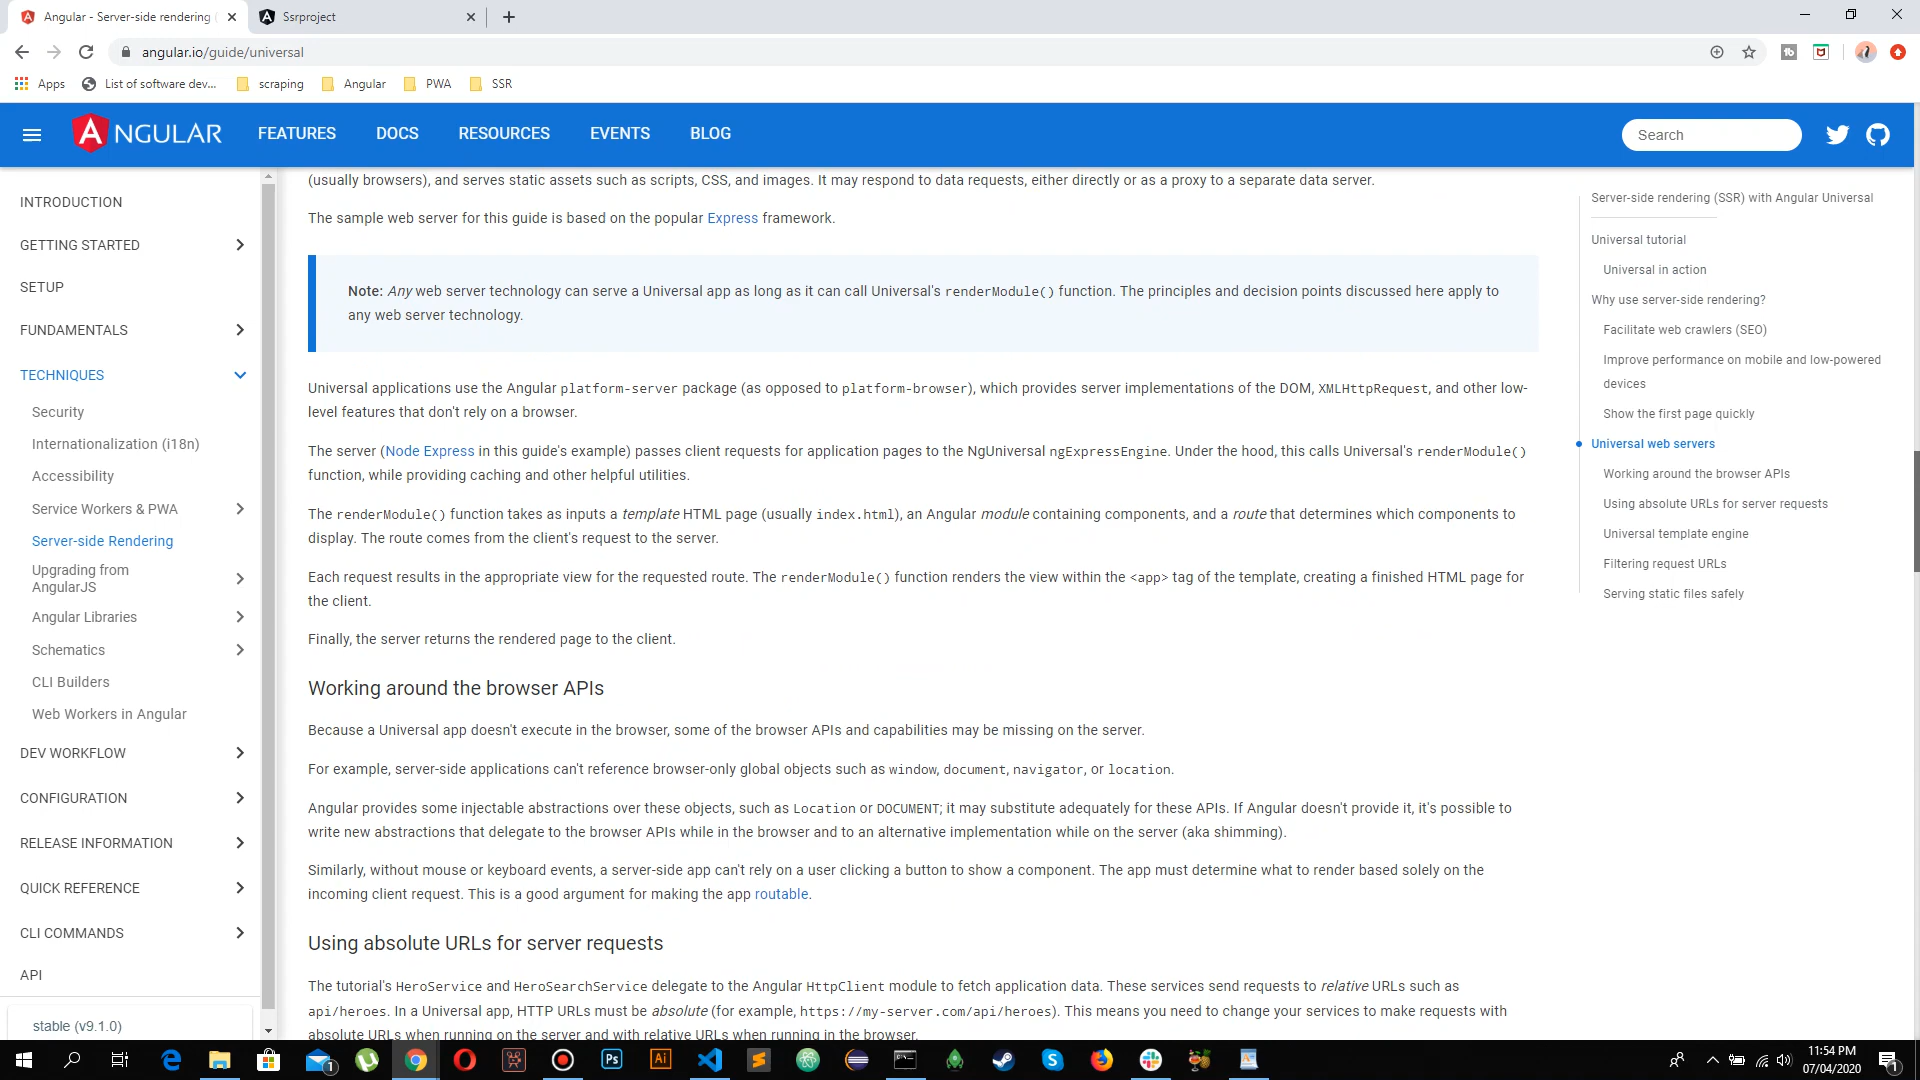 Angular - Server-side rendering (
Ssrproject
angular.io/guide/universal
Apps
List of software dev...
scraping
Angular
PWA
SSR
ANGULAR
FEATURES
DOCS
RESOURCES
EVENTS
BLOG
Search
INTRODUCTION
GETTING STARTED
SETUP
FUNDAMENTALS
TECHNIQUES
Security
Internationalization (i18n)
Accessibility
Service Workers & PWA
Server-side Rendering
Upgrading from
AngularJS
Angular Libraries
Schematics
CLI Builders
Web Workers in Angular
DEV WORKFLOW
CONFIGURATION
RELEASE INFORMATION
QUICK REFERENCE
CLI COMMANDS
API
stable (v9.1.0)
(usually browsers), and serves static assets such as scripts, CSS, and images. It may respond to data requests, either directly or as a proxy to a separate data server.
The sample web server for this guide is based on the popular Express framework.
Note: Any web server technology can serve a Universal app as long as it can call Universal's renderModule() function. The principles and decision points discussed here apply to
any web server technology.
Universal applications use the Angular platform-server package (as opposed to platform-browser), which provides server implementations of the DOM, XMLHttpRequest, and other low-
level features that don't rely on a browser.
The server (Node Express in this guide's example) passes client requests for application pages to the NgUniversal ngExpressEngine. Under the hood, this calls Universal's renderModule()
function, while providing caching and other helpful utilities.
The renderModule() function takes as inputs a template HTML page (usually index.html), an Angular module containing components, and a route that determines which components to
display. The route comes from the client's request to the server.
Each request results in the appropriate view for the requested route. The renderModule() function renders the view within the <app> tag of the template, creating a finished HTML page for
the client.
Finally, the server returns the rendered page to the client.
Working around the browser APIs
Because a Universal app doesn't execute in the browser, some of the browser APIs and capabilities may be missing on the server.
For example, server-side applications can't reference browser-only global objects such as window, document, navigator, or location.
Angular provides some injectable abstractions over these objects, such as Location or DOCUMENT; it may substitute adequately for these APIs. If Angular doesn't provide it, it's possible to
write new abstractions that delegate to the browser APIs while in the browser and to an alternative implementation while on the server (aka shimming).
Similarly, without mouse or keyboard events, a server-side app can't rely on a user clicking a button to show a component. The app must determine what to render based solely on the
incoming client request. This is a good argument for making the app routable.
Using absolute URLs for server requests
The tutorial's HeroService and HeroSearchService delegate to the Angular HttpClient module to fetch application data. These services send requests to relative URLs such as
api/heroes. In a Universal app, HTTP URLs must be absolute (for example, https://my-server.com/api/heroes). This means you need to change your services to make requests with
absolute URLs when running on the server and with relative URLs when running in the browser.
Server-side rendering (SSR) with Angular Universal
Universal tutorial
Universal in action
Why use server-side rendering?
Facilitate web crawlers (SEO)
Improve performance on mobile and low-powered
devices
Show the first page quickly
Universal web servers
Working around the browser APIs
Using absolute URLs for server requests
Universal template engine
Filtering request URLs
Serving static files safely
1
Ps
Ai
11:54 PM
07/04/2020
1